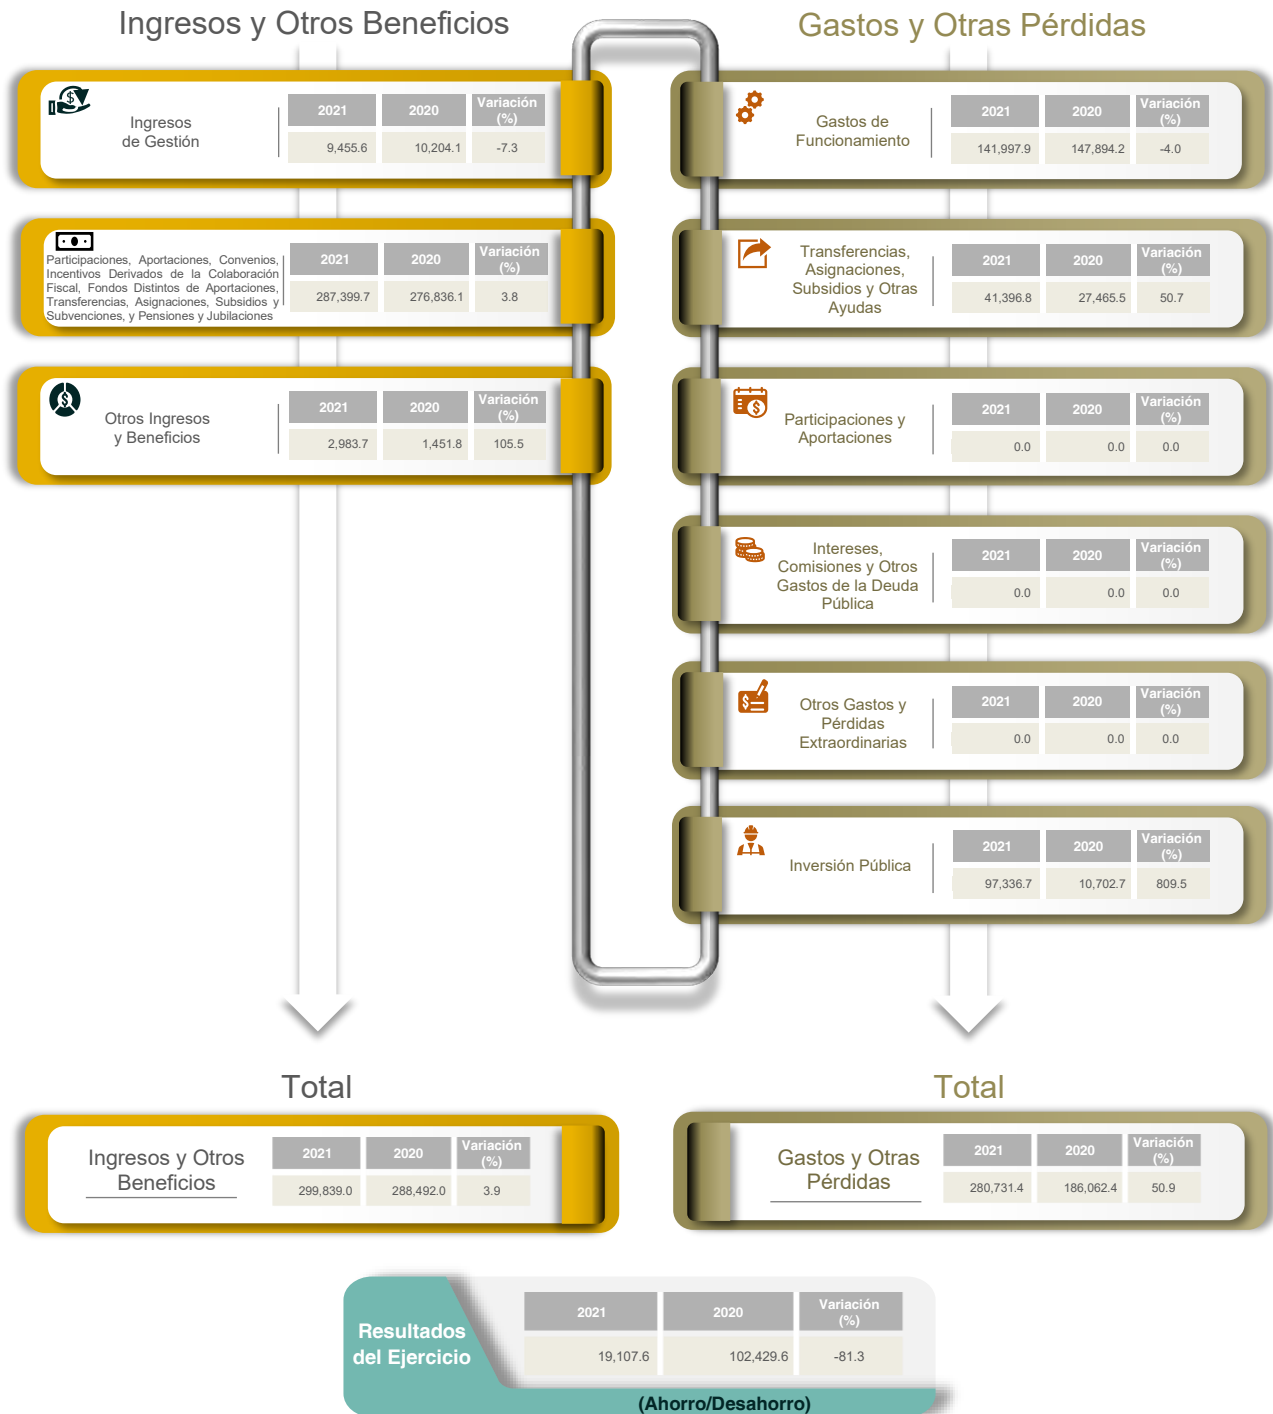 Ingresos y Otros Beneficios
Ingresos
de Gestión
2021 2020 Variación (%)
9,455.6 10,204.1 -7.3
Participaciones, Aportaciones, Convenios,
Incentivos Derivados de la Colaboración
Fiscal, Fondos Distintos de Aportaciones,
Transferencias, Asignaciones, Subsidios y
Subvenciones, y Pensiones y Jubilaciones
2021 2020 Variación (%)
287,399.7 276,836.1 3.8
Otros Ingresos
y Beneficios
2021 2020 Variación (%)
2,983.7 1,451.8 105.5
Gastos y Otras Pérdidas
Gastos de
Funcionamiento
2021 2020 Variación (%)
141,997.9 147,894.2 -4.0
Transferencias,
Asignaciones,
Subsidios y Otras
Ayudas
2021 2020 Variación (%)
41,396.8 27,465.5 50.7
Participaciones y
Aportaciones
2021 2020 Variación (%)
0.0 0.0 0.0
Intereses,
Comisiones y Otros
Gastos de la Deuda
Pública
2021 2020 Variación (%)
0.0 0.0 0.0
Otros Gastos y
Pérdidas
Extraordinarias
2021 2020 Variación (%)
0.0 0.0 0.0
Inversión Pública
2021 2020 Variación (%)
97,336.7 10,702.7 809.5
Total
Ingresos y Otros
Beneficios
2021 2020 Variación (%)
299,839.0 288,492.0 3.9
Total
Gastos y Otras
Pérdidas
2021 2020 Variación (%)
280,731.4 186,062.4 50.9
Resultados
del Ejercicio
2021 2020 Variación (%)
19,107.6 102,429.6 -81.3
(Ahorro/Desahorro)